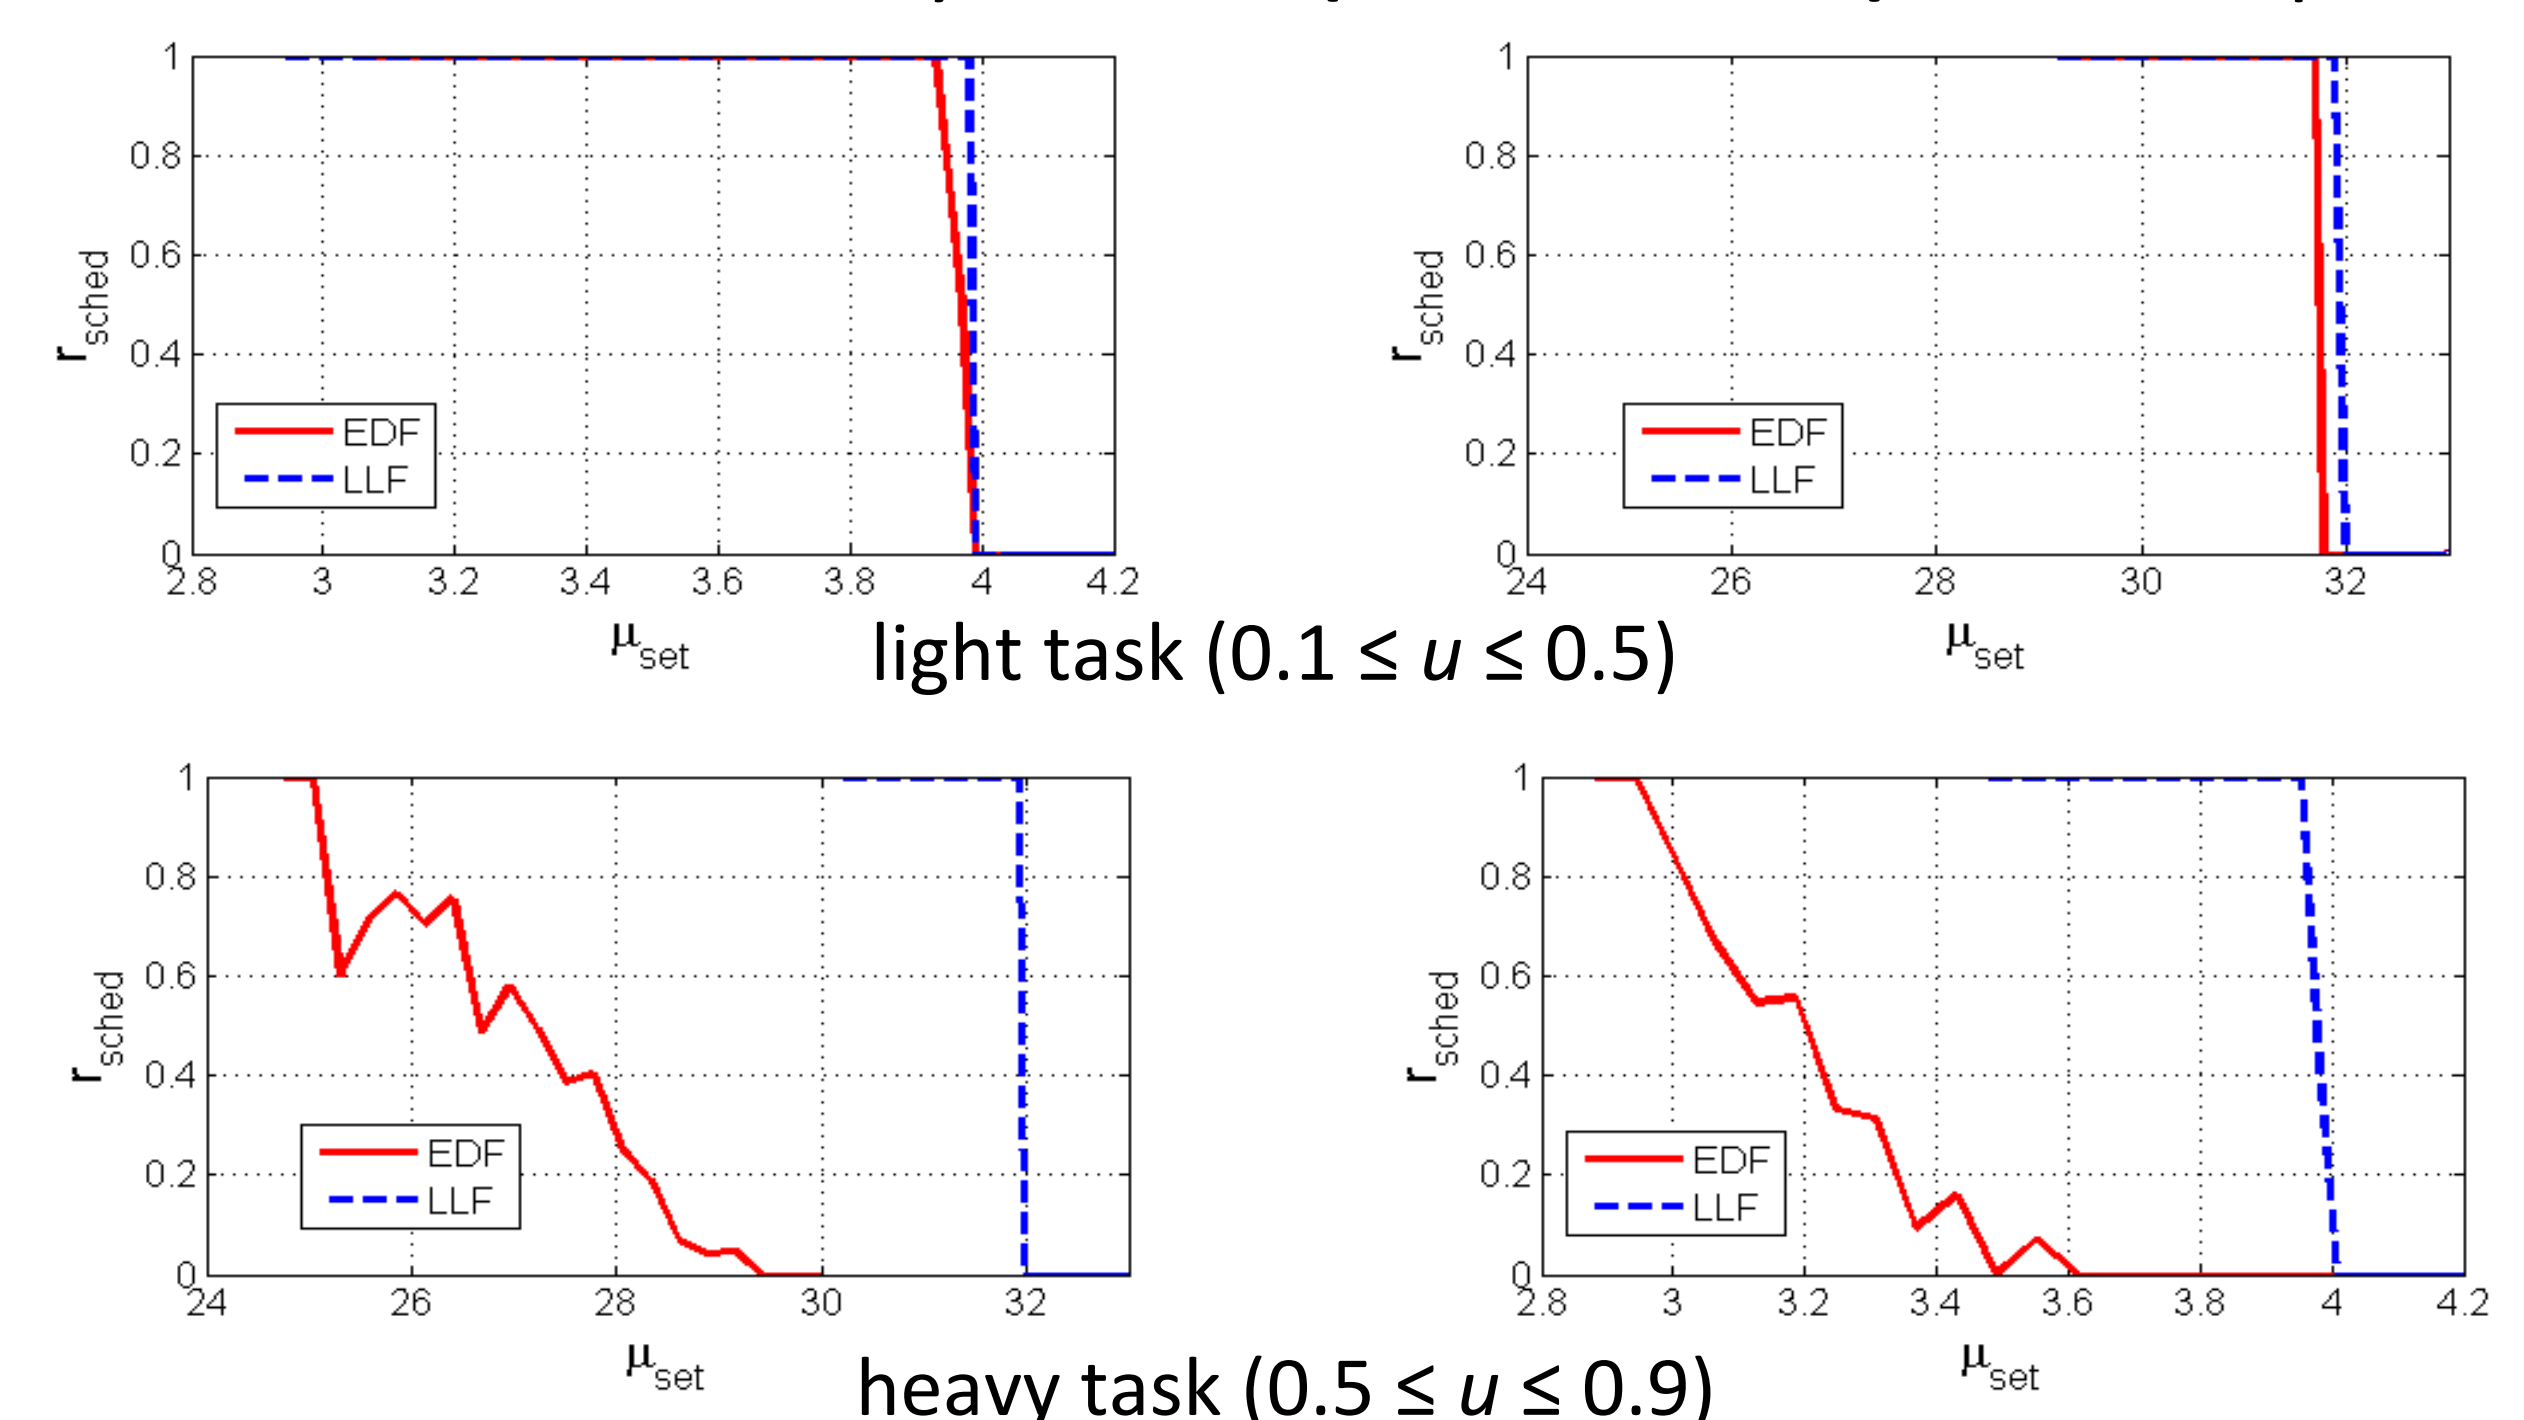 1
0.8
0.6
0.4
0.2
0
r_sched
EDF
LLF
2.8 3 3.2 3.4 3.6 3.8 4 4.2
μ_set
1
0.8
0.6
0.4
0.2
0
r_sched
EDF
LLF
24 26 28 30 32
μ_set
light task (0.1 ≤ u ≤ 0.5)
1
0.8
0.6
0.4
0.2
0
r_sched
EDF
LLF
24 26 28 30 32
μ_set
1
0.8
0.6
0.4
0.2
0
r_sched
EDF
LLF
2.8 3 3.2 3.4 3.6 3.8 4 4.2
μ_set
heavy task (0.5 ≤ u ≤ 0.9)